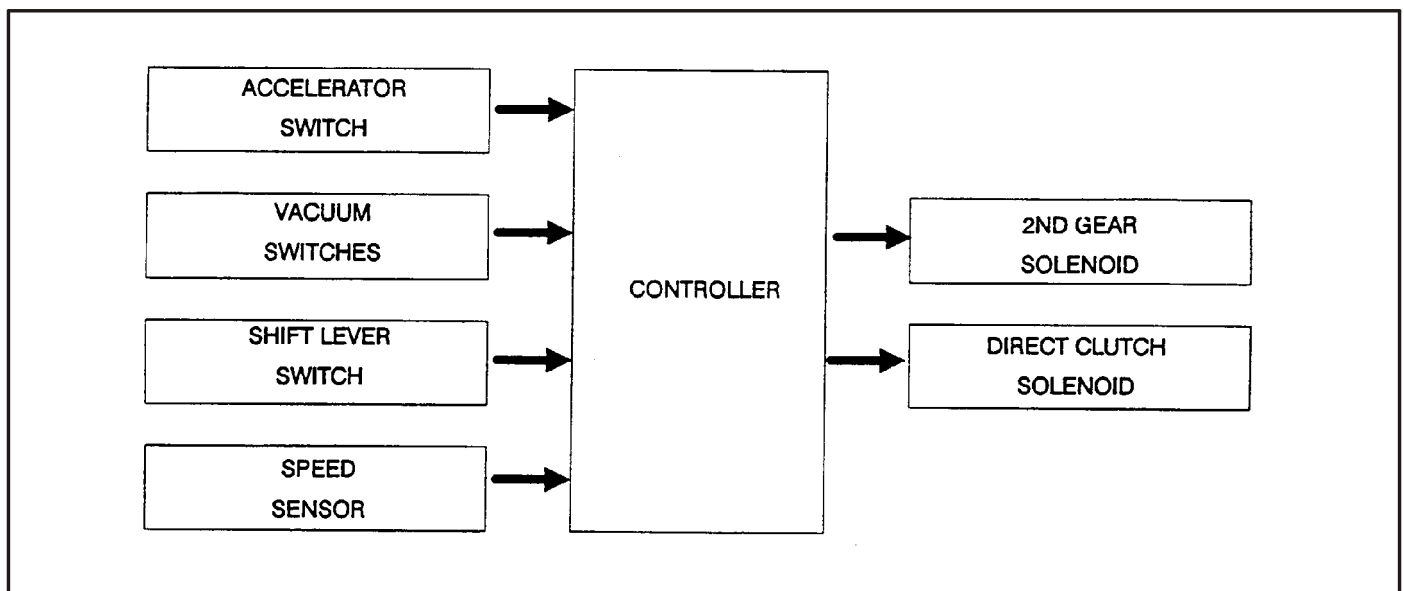 ACCELERATOR
SWITCH
VACUUM
SWITCHES
SHIFT LEVER
SWITCH
SPEED
SENSOR
CONTROLLER
2ND GEAR
SOLENOID
DIRECT CLUTCH
SOLENOID